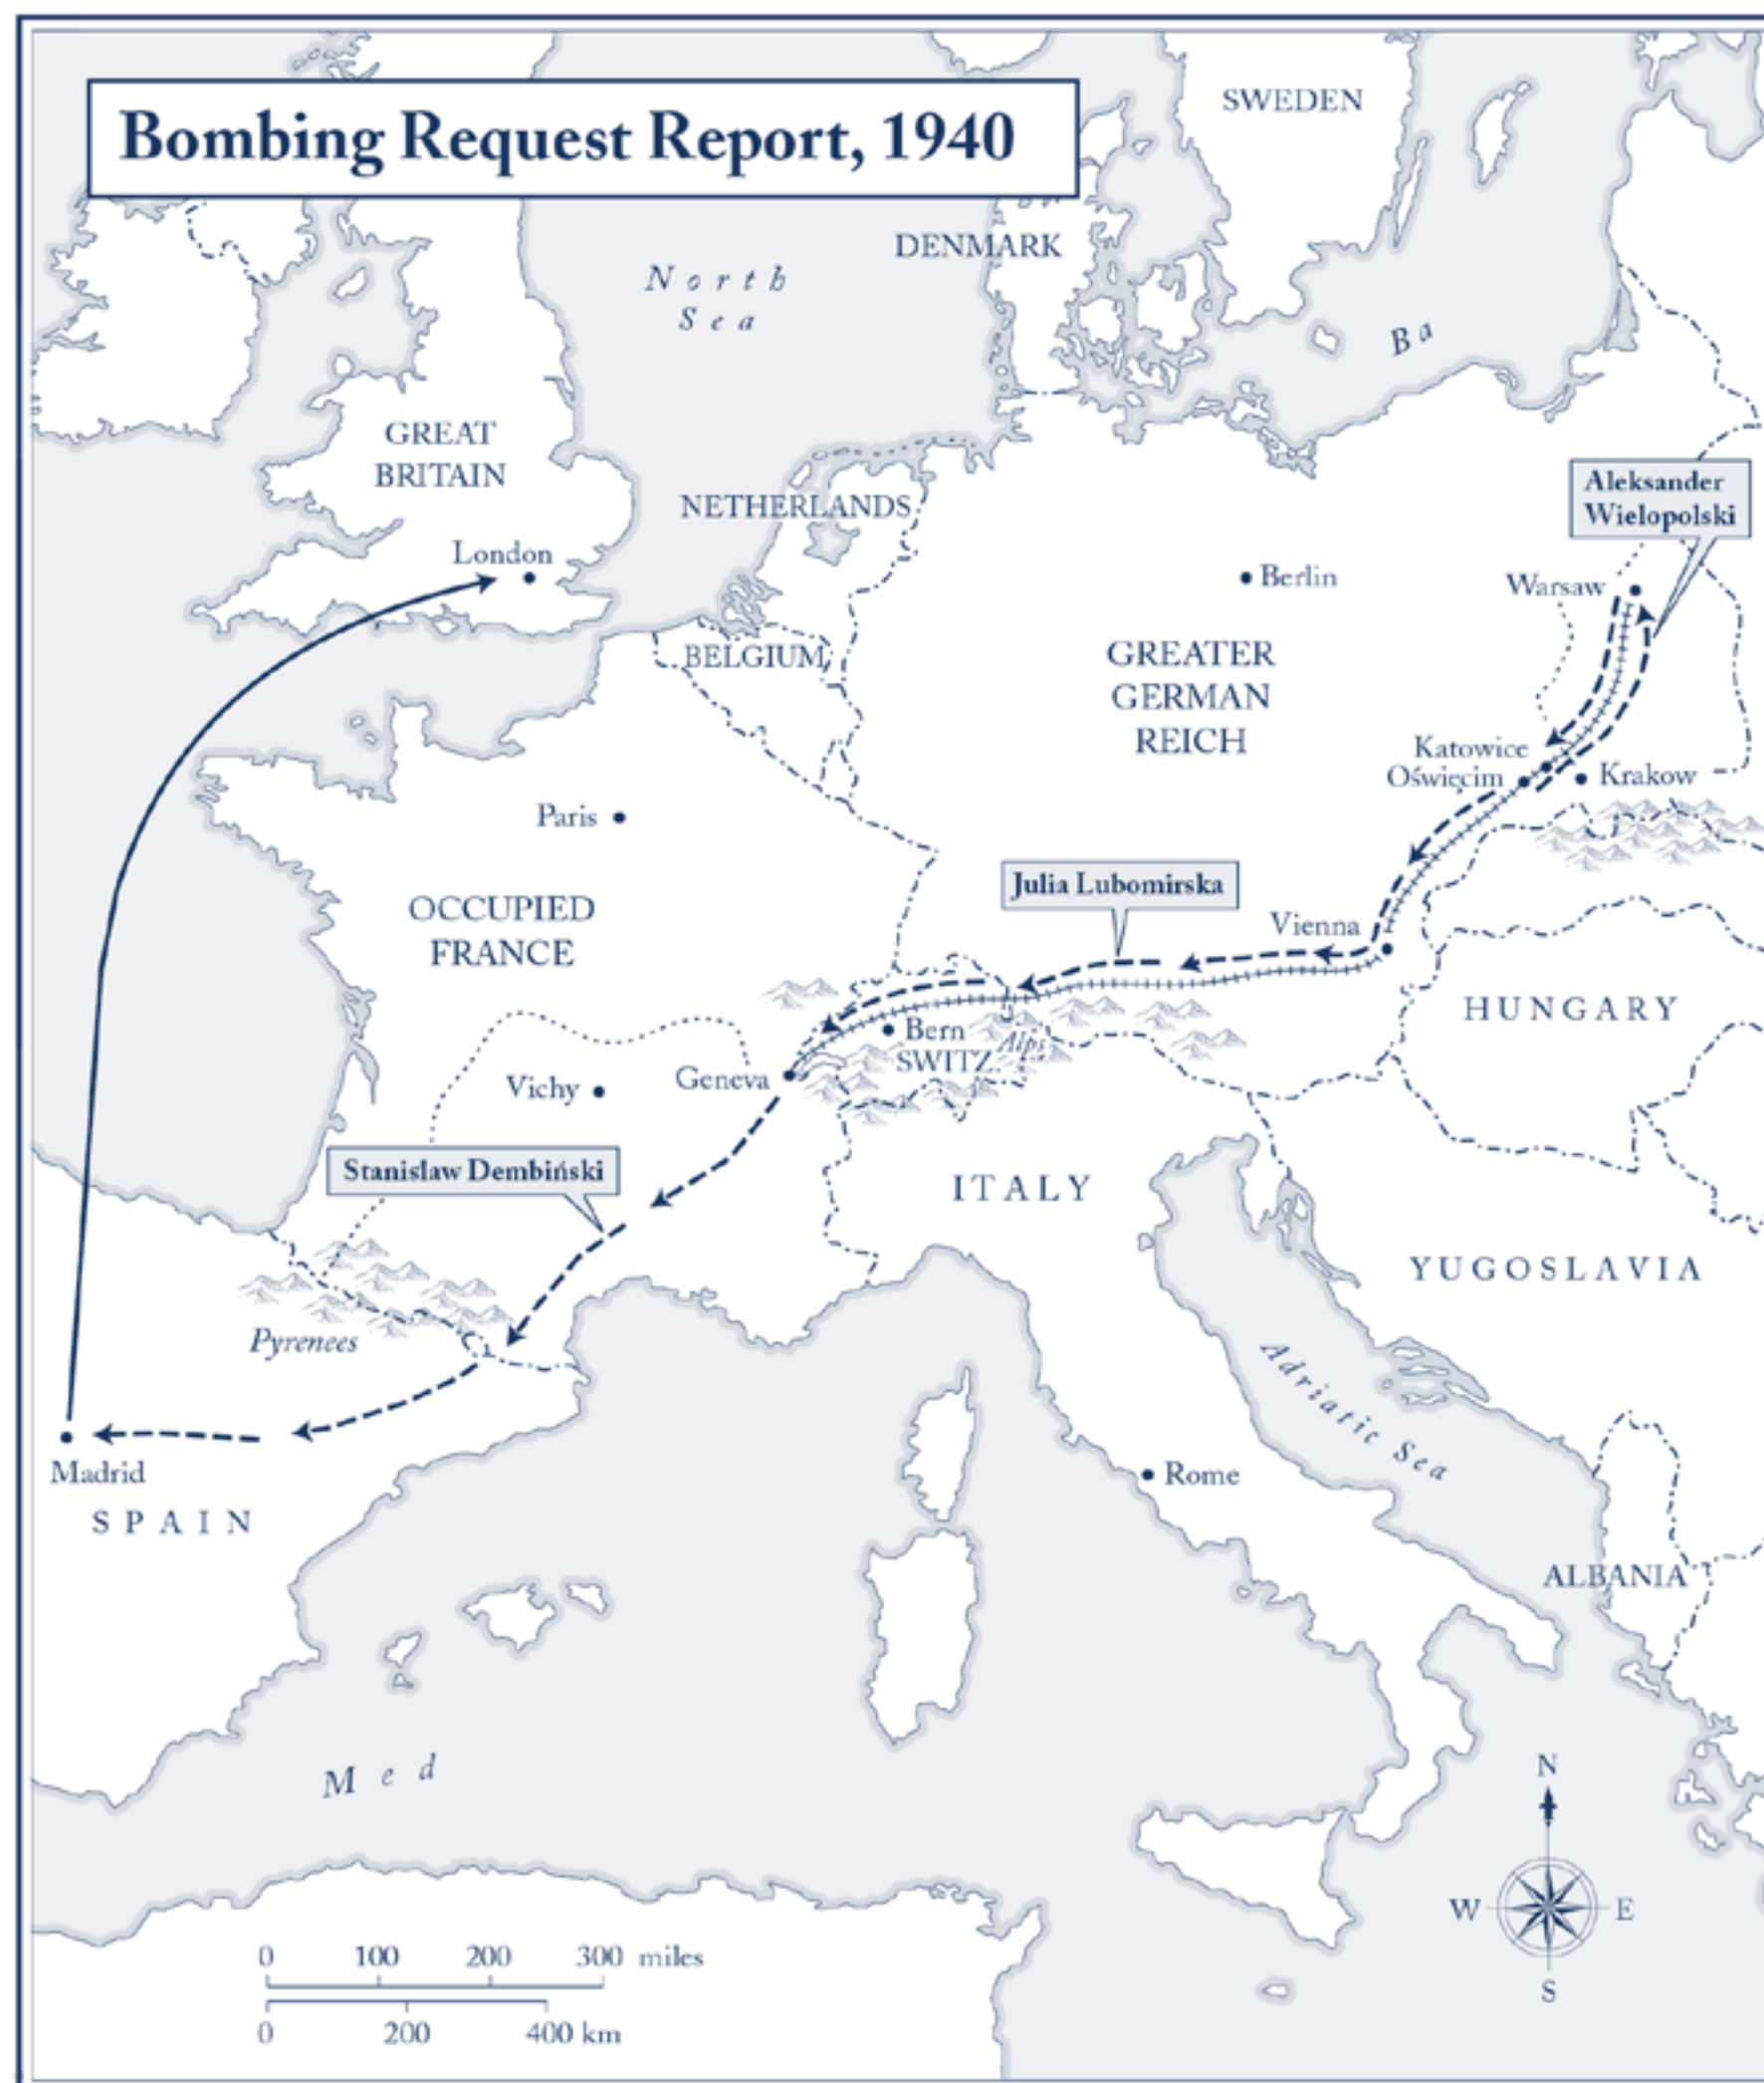 Bombing Request Report, 1940
SWEDEN
DENMARK
North
Sea
Ba
GREAT
BRITAIN
NETHERLANDS
Aleksander
Wielopolski
London
Berlin
Warsaw
BELGIUM
GREATER
GERMAN
REICH
Katowice
Oświęcim
Krakow
Paris
Julia Lubomirska
OCCUPIED
FRANCE
Vienna
HUNGARY
Bern
Alps
SWITZ.
Geneva
Vichy
Stanislaw Dembiński
ITALY
YUGOSLAVIA
Pyrenees
Adriatic Sea
Madrid
SPAIN
Rome
ALBANIA
Med
N
W
E
S
0 100 200 300 miles
0 200 400 km